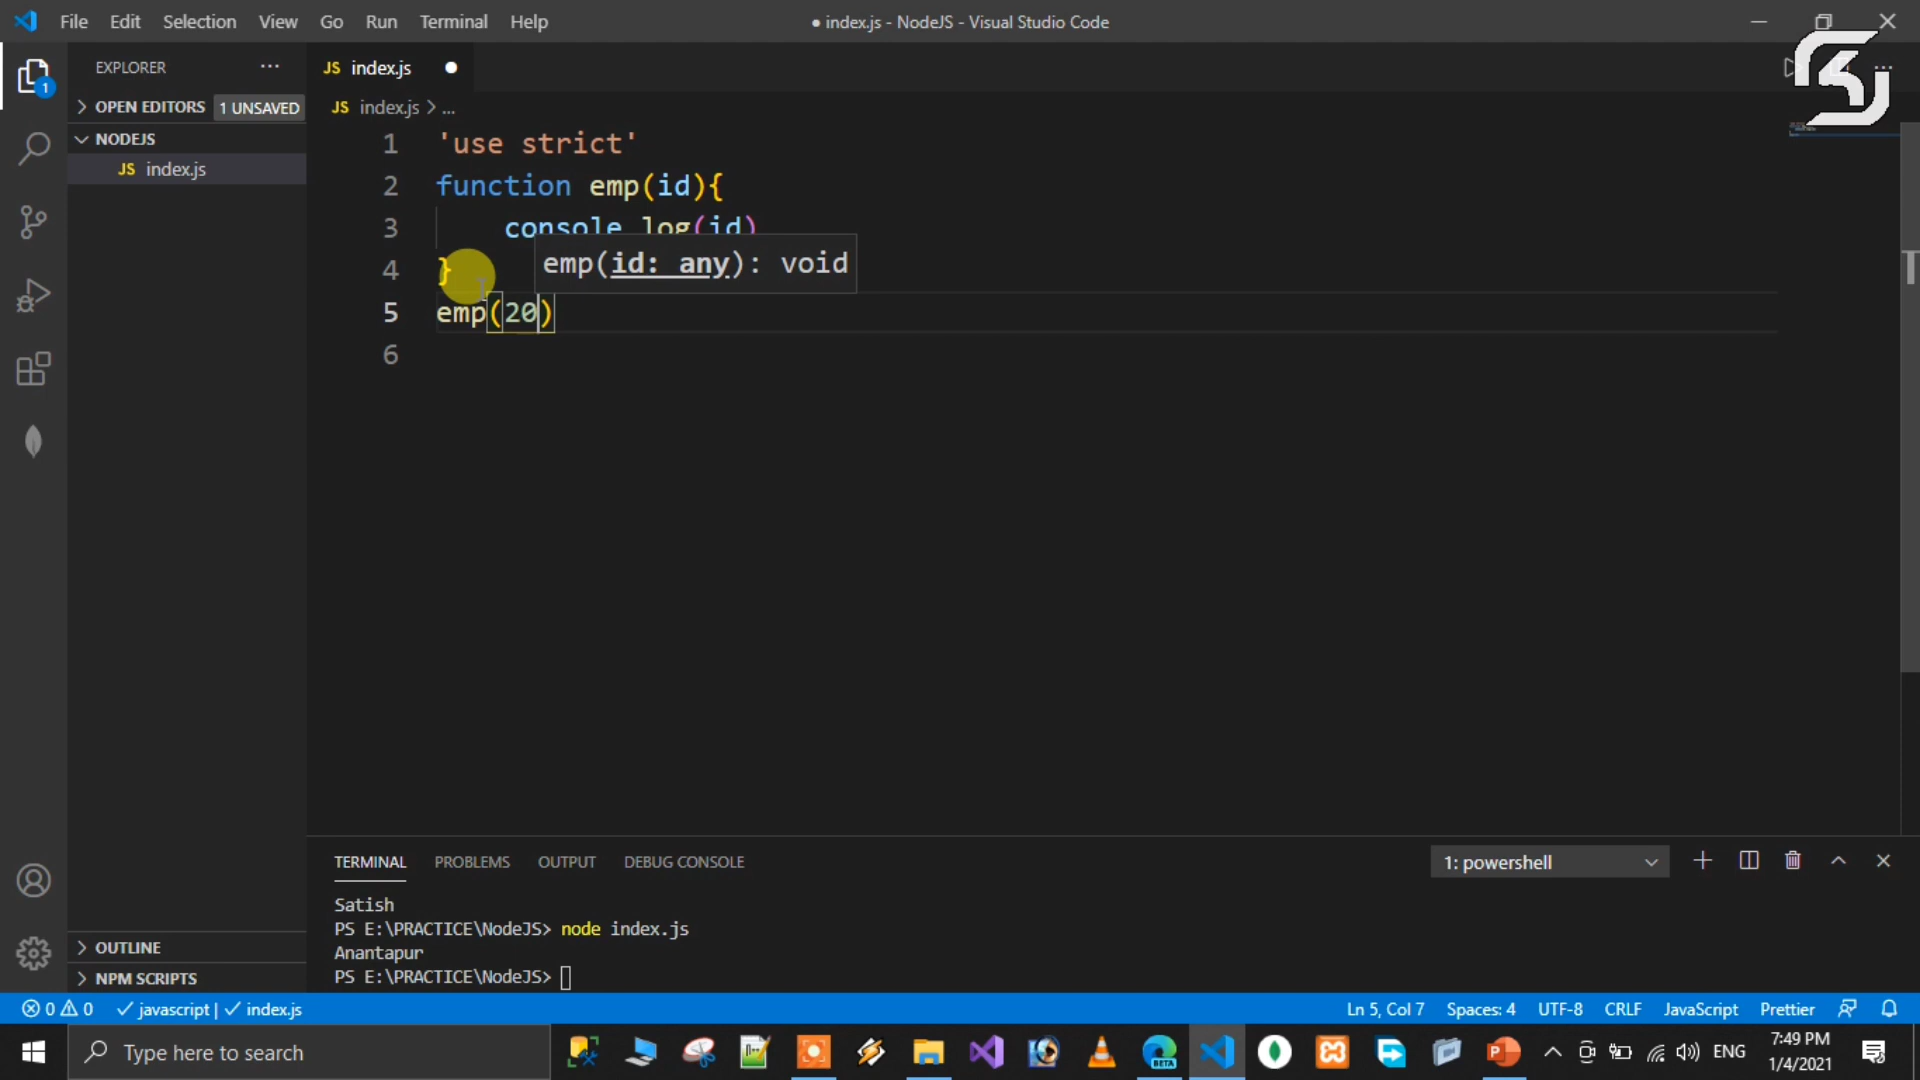 File Edit Selection View Go Run Terminal Help
● index.js - NodeJS - Visual Studio Code
EXPLORER ...
OPEN EDITORS 1 UNSAVED
NODEJS
JS index.js
OUTLINE
NPM SCRIPTS
JS index.js ●
JS index.js > ...
1 'use strict'
2 function emp(id){
3 console.log(id)
4 }
emp(id: any): void
5 emp(20)
6
TERMINAL PROBLEMS OUTPUT DEBUG CONSOLE
1: powershell
Satish
PS E:\PRACTICE\NodeJS> node index.js
Anantapur
PS E:\PRACTICE\NodeJS>
0 0 javascript | index.js
Ln 5, Col 7 Spaces: 4 UTF-8 CRLF JavaScript Prettier
Type here to search
BETA
ENG
7:49 PM
1/4/2021